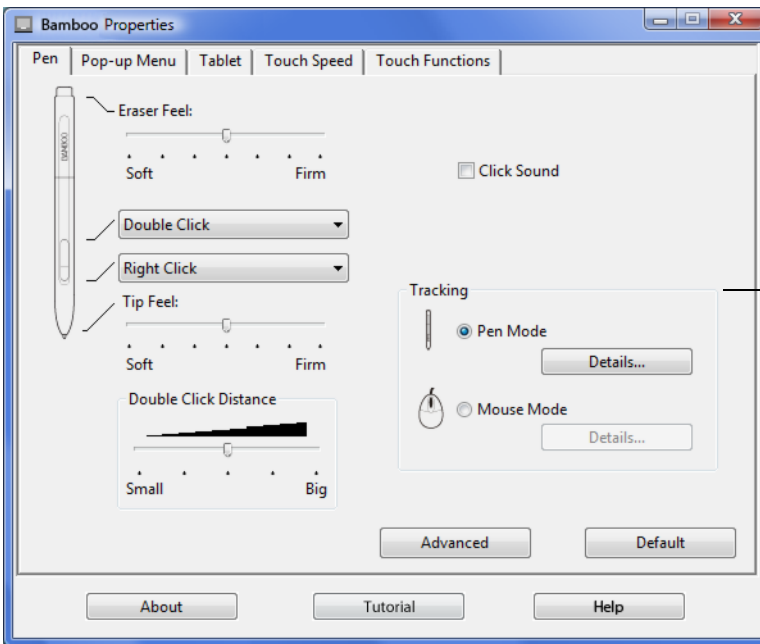 Bamboo Properties
Pen Pop-up Menu Tablet Touch Speed Touch Functions
BAMBOO
Eraser Feel:
Soft Firm
Click Sound
Double Click
Right Click
Tip Feel:
Soft Firm
Tracking
Pen Mode
Details...
Mouse Mode
Details...
Double Click Distance
Small Big
Advanced Default
About Tutorial Help